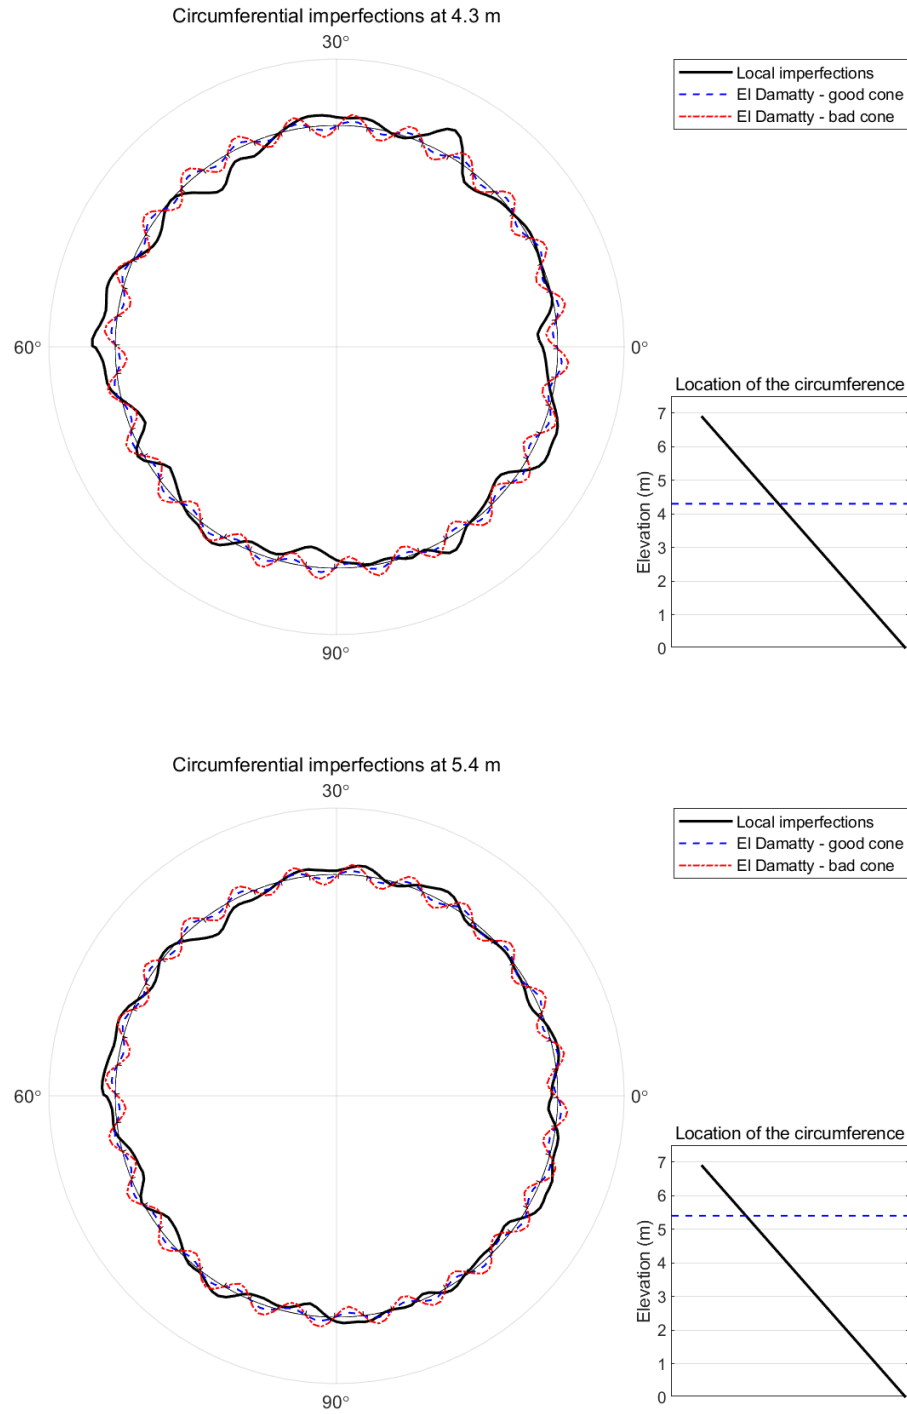 Circumferential imperfections at 4.3 m
30°
Local imperfections
El Damatty - good cone
El Damatty - bad cone
60°
0°
90°
Location of the circumference
Elevation (m)
7
6
5
4
3
2
1
0
Circumferential imperfections at 5.4 m
30°
Local imperfections
El Damatty - good cone
El Damatty - bad cone
60°
0°
90°
Location of the circumference
Elevation (m)
7
6
5
4
3
2
1
0